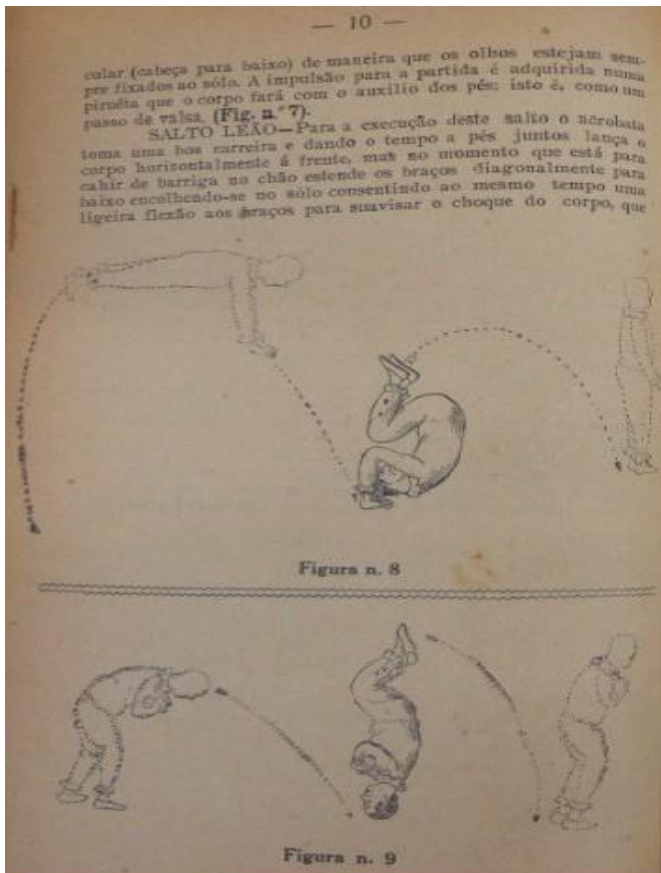 — 10 —
cular (cabeça para baixo) de maneira que os olhos estejam sem-
pre fixados ao sólo. A impulsão para a partida é adquirida numa
piruêta que o corpo fará com o auxilio dos pés; isto é, como um
passo de valsa. (Fig. n.º 7).
SALTO LEÃO—Para a execução deste salto o acrobata
toma uma boa carreira e dando o tempo a pés juntos lança o
corpo horizontalmente á frente, mas no momento que está para
cahir de barriga no chão estende os braços diagonalmente para
baixo encolhendo-se no sólo consentindo ao mesmo tempo uma
ligeira flexão aos braços para suavisar o choque do corpo, que
Figura n. 8
Figura n. 9